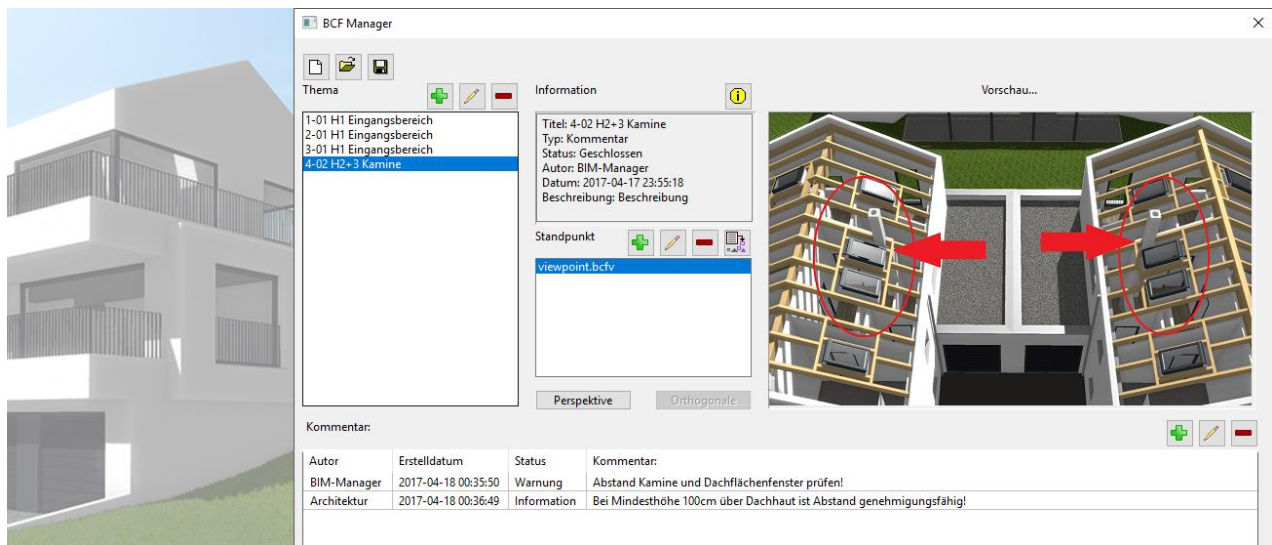 BCF Manager
Thema
1-01 H1 Eingangsbereich
2-01 H1 Eingangsbereich
3-01 H1 Eingangsbereich
4-02 H2+3 Kamine
Information
Titel: 4-02 H2+3 Kamine
Typ: Kommentar
Status: Geschlossen
Autor: BIM-Manager
Datum: 2017-04-17 23:55:18
Beschreibung: Beschreibung
Standpunkt
viewpoint.bcfv
Perspektive Orthogonale
Vorschau...
Kommentar:
Autor Erstelldatum Status Kommentar:
BIM-Manager 2017-04-18 00:35:50 Warnung Abstand Kamine und Dachflächenfenster prüfen!
Architektur 2017-04-18 00:36:49 Information Bei Mindesthöhe 100cm über Dachhaut ist Abstand genehmigungsfähig!